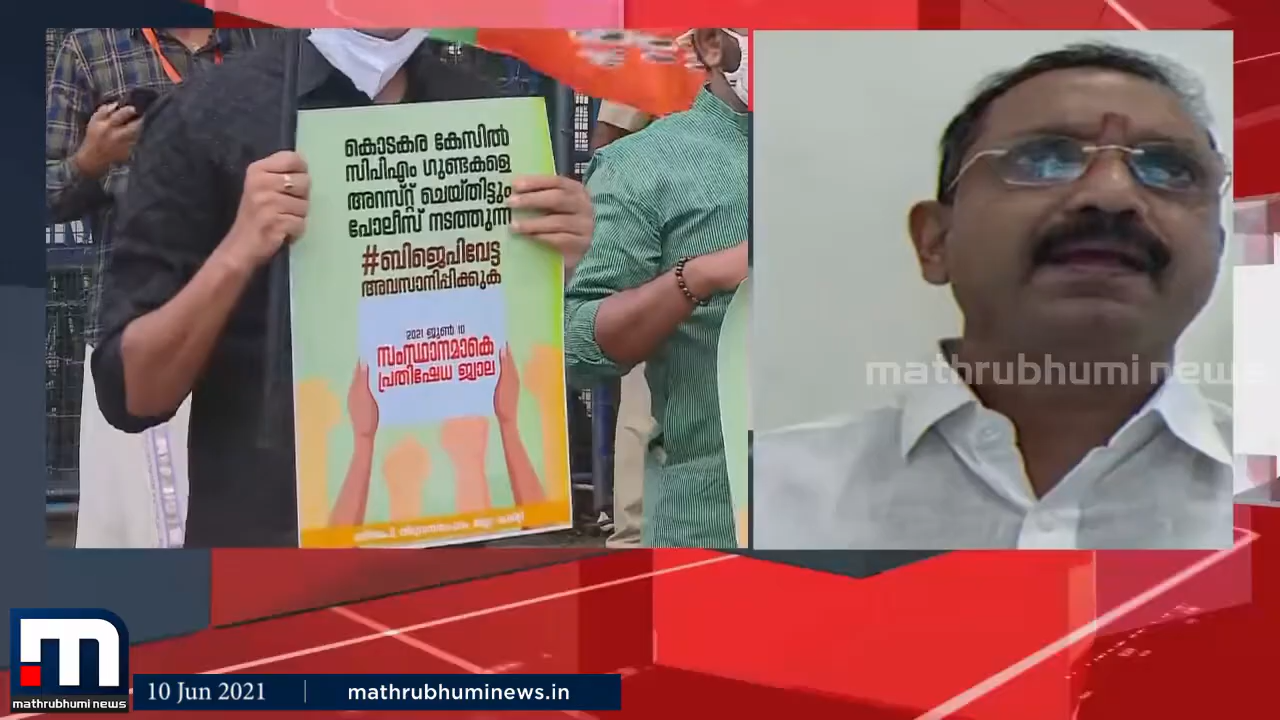 കൊടകര കേസിൽ
സിപിഎം ഗുണ്ടകളെ
അറസ്റ്റ് ചെയ്തിട്ടും
പോലീസ് നടത്തുന്ന
#ബിജെപിവേട്ട
അവസാനിപ്പിക്കുക
2021 ജൂൺ 10
സംസ്ഥാനമാകെ
പ്രതിഷേധ ജ്വാല
mathrubhumi news
mathrubhumi news
10 Jun 2021
mathrubhuminews.in